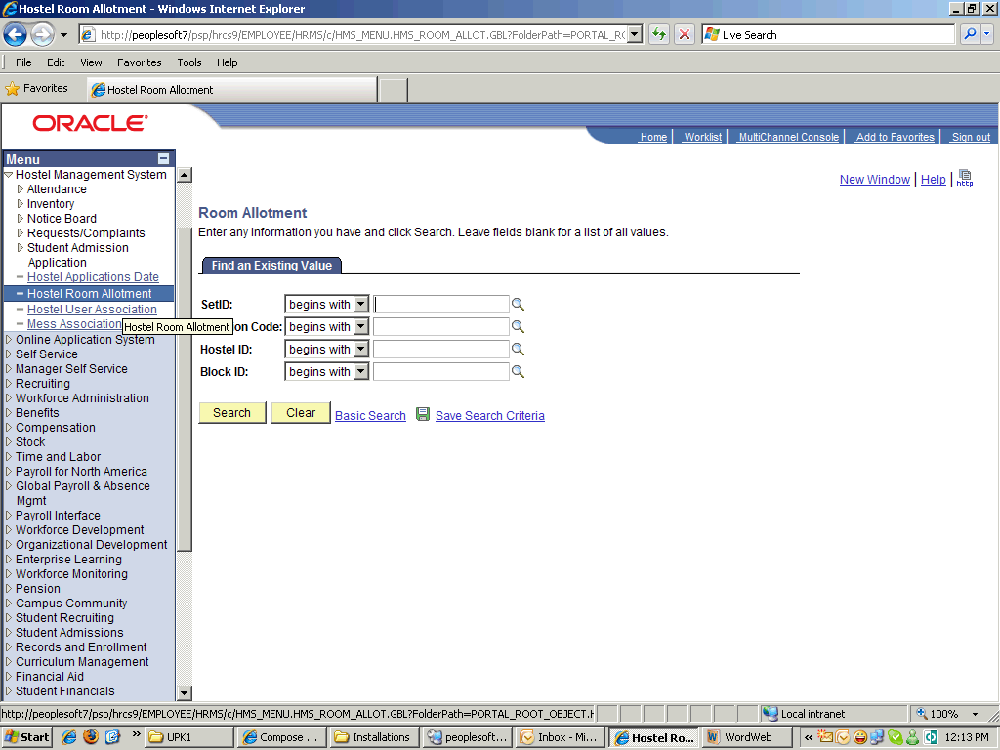 Hostel Room Allotment - Windows Internet Explorer
http://peoplesoft7/psp/hrcs9/EMPLOYEE/HRMS/c/HMS_MENU.HMS_ROOM_ALLOT.GBL?FolderPath=PORTAL_RO
Live Search
File Edit View Favorites Tools Help
Favorites Hostel Room Allotment
ORACLE
Home Worklist MultiChannel Console Add to Favorites Sign out
New Window Help http
Menu
Hostel Management System
Attendance
Inventory
Notice Board
Requests/Complaints
Student Admission
Application
Hostel Applications Date
Hostel Room Allotment
Hostel User Association
Mess Association
Hostel Room Allotment
Online Application System
Self Service
Manager Self Service
Recruiting
Workforce Administration
Benefits
Compensation
Stock
Time and Labor
Payroll for North America
Global Payroll & Absence
Mgmt
Payroll Interface
Workforce Development
Organizational Development
Enterprise Learning
Workforce Monitoring
Pension
Campus Community
Student Recruiting
Student Admissions
Records and Enrollment
Curriculum Management
Financial Aid
Student Financials
Room Allotment
Enter any information you have and click Search. Leave fields blank for a list of all values.
Find an Existing Value
SetID: begins with
on Code: begins with
Hostel ID: begins with
Block ID: begins with
Search Clear Basic Search Save Search Criteria
http://peoplesoft7/psp/hrcs9/EMPLOYEE/HRMS/c/HMS_MENU.HMS_ROOM_ALLOT.GBL?FolderPath=PORTAL_ROOT_OBJECT.H
Local intranet 100%
Start UPK1 Compose ... Installations peoplesoft... Inbox - Mi... Hostel Ro... WordWeb 12:13 PM